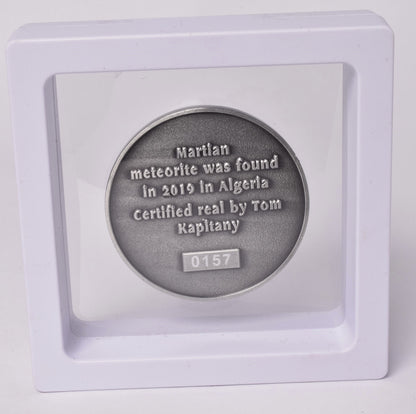 Martian
meteorite was found
in 2019 in Algeria
Certified real by Tom
Kapitany
0157